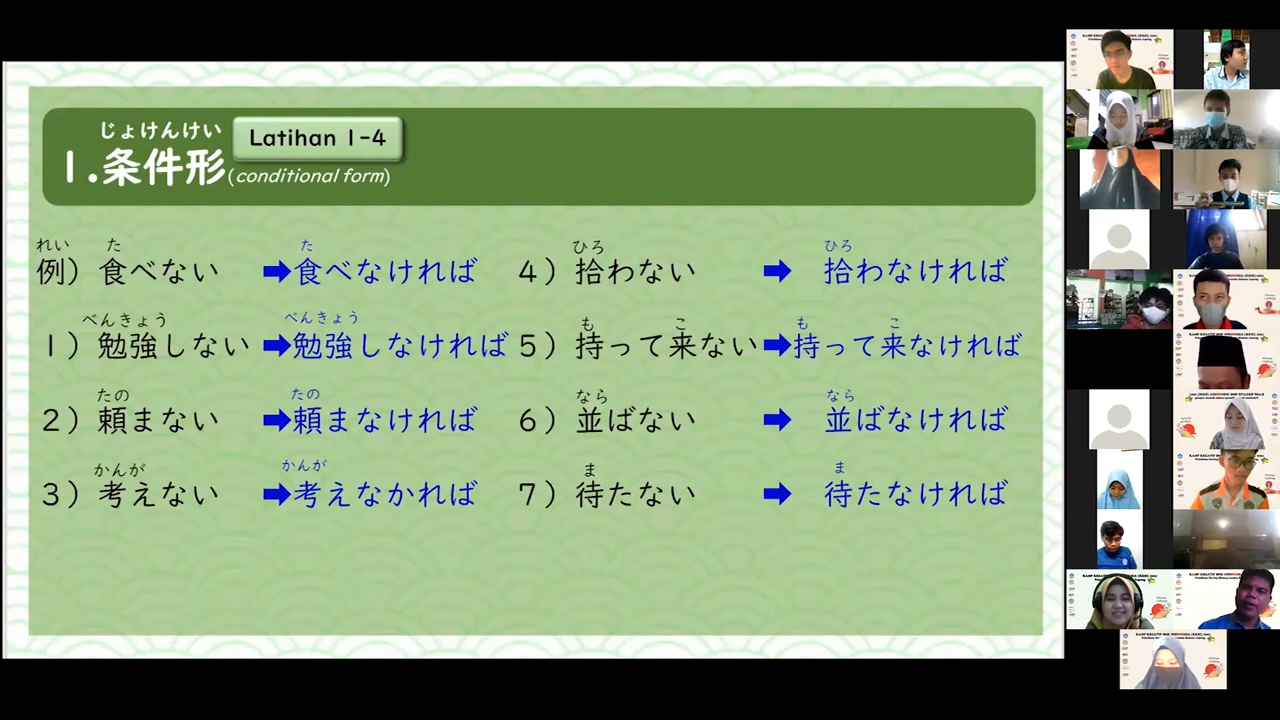 じょけんけい
1.条件形(conditional form)
Latihan 1-4
れい た た
例）食べない ➡食べなければ
べんきょう べんきょう
1）勉強しない ➡勉強しなければ
たの たの
2）頼まない ➡頼まなければ
かんが かんが
3）考えない ➡考えなかれば
ひろ ひろ
4）拾わない ➡ 拾わなければ
も こ も こ
5）持って来ない ➡持って来なければ
なら なら
6）並ばない ➡ 並ばなければ
ま ま
7）待たない ➡ 待たなければ